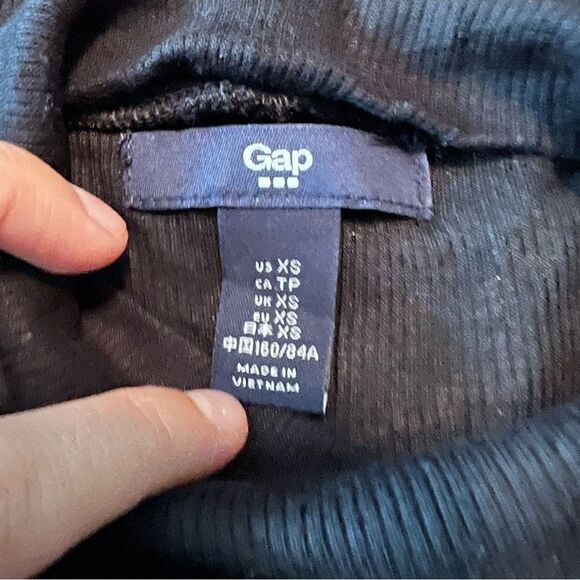 Gap
US XS
CA TP
UK XS
EU XS
日本 XS
中国160/84A
MADE IN
VIETNAM